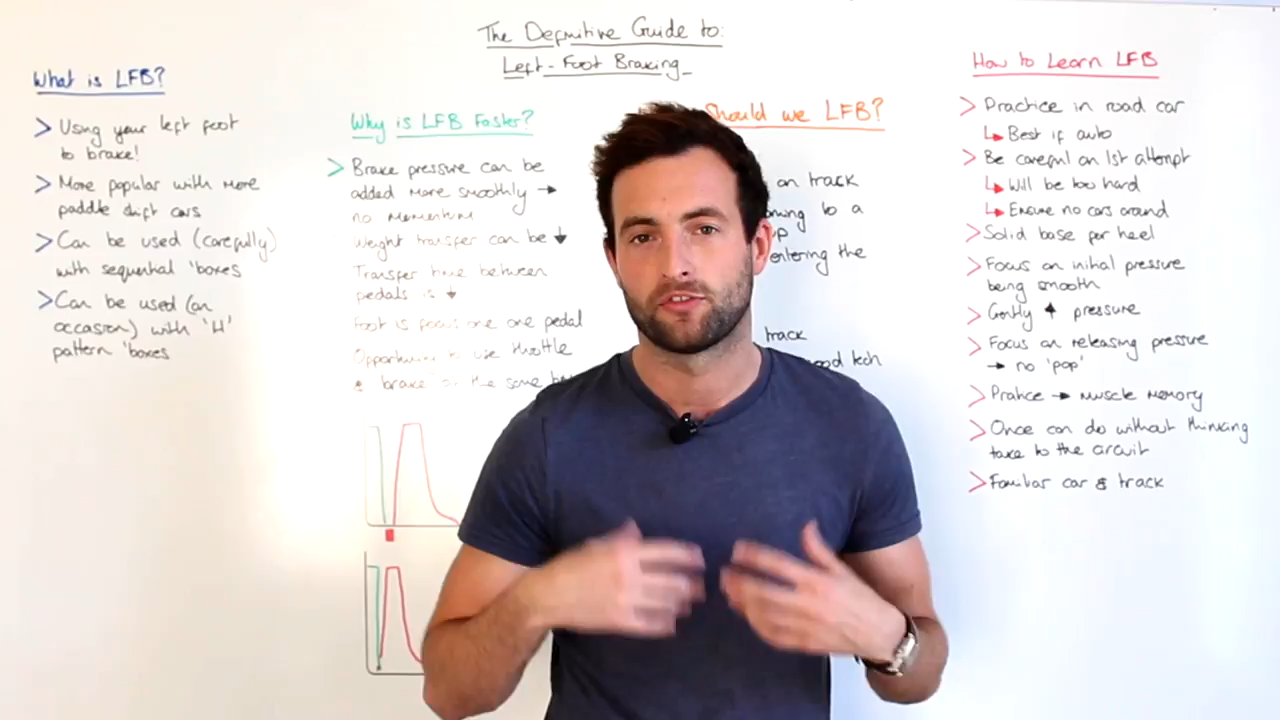 The Definitive Guide to:
Left-Foot Braking
What is LFB?
> Using your left foot
to brake!
> More popular with more
paddle shift cars
> Can be used (carefully)
with sequential 'boxes
> Can be used (on
occasion) with 'H'
pattern 'boxes
Why is LFB Faster?
> Brake pressure can be
added more smoothly →
no momentum
Weight transfer can be ↓
Transfer time between
pedals is ↓
Foot is focus one one pedal
Opportunity to use throttle
& brake at the same
Should we LFB?
on track
to a
entering the
track
good tech
How to Learn LFB
> Practice in road car
↳ Best if auto
> Be careful on 1st attempt
↳ Will be too hard
↳ Ensure no cars around
> Solid base per heel
> Focus on initial pressure
being smooth
> Gently ↑ pressure
> Focus on releasing pressure
→ no 'pop'
> Pratice → muscle memory
> Once can do without thinking
take to the circuit
> Familiar car & track